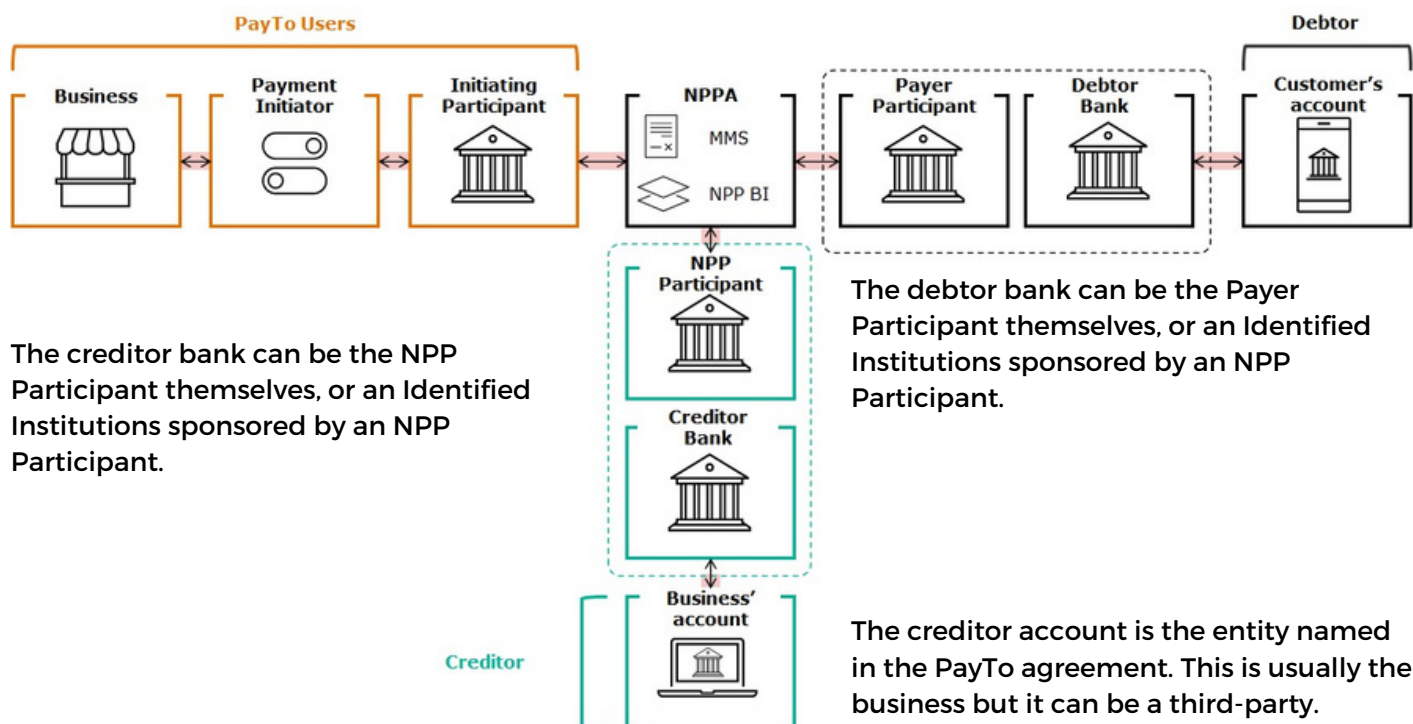 PayTo Users
Debtor
Business
Payment
Initiator
Initiating
Participant
NPPA
MMS
NPP BI
Payer
Participant
Debtor
Bank
Customer's
account
NPP
Participant
The creditor bank can be the NPP
Participant themselves, or an Identified
Institutions sponsored by an NPP
Participant.
The debtor bank can be the Payer
Participant themselves, or an Identified
Institutions sponsored by an NPP
Participant.
Creditor
Bank
Business'
account
Creditor
The creditor account is the entity named
in the PayTo agreement. This is usually the
business but it can be a third-party.